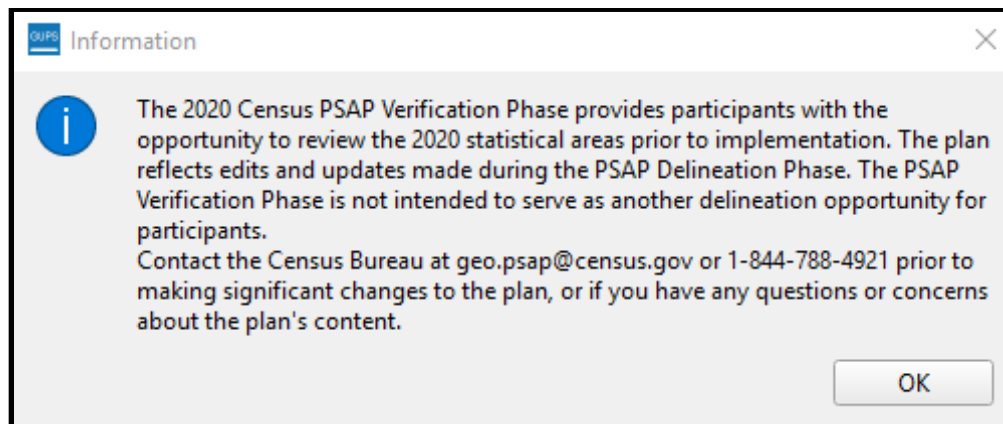 GUPS Information
The 2020 Census PSAP Verification Phase provides participants with the
opportunity to review the 2020 statistical areas prior to implementation. The plan
reflects edits and updates made during the PSAP Delineation Phase. The PSAP
Verification Phase is not intended to serve as another delineation opportunity for
participants.
Contact the Census Bureau at geo.psap@census.gov or 1-844-788-4921 prior to
making significant changes to the plan, or if you have any questions or concerns
about the plan's content.
OK